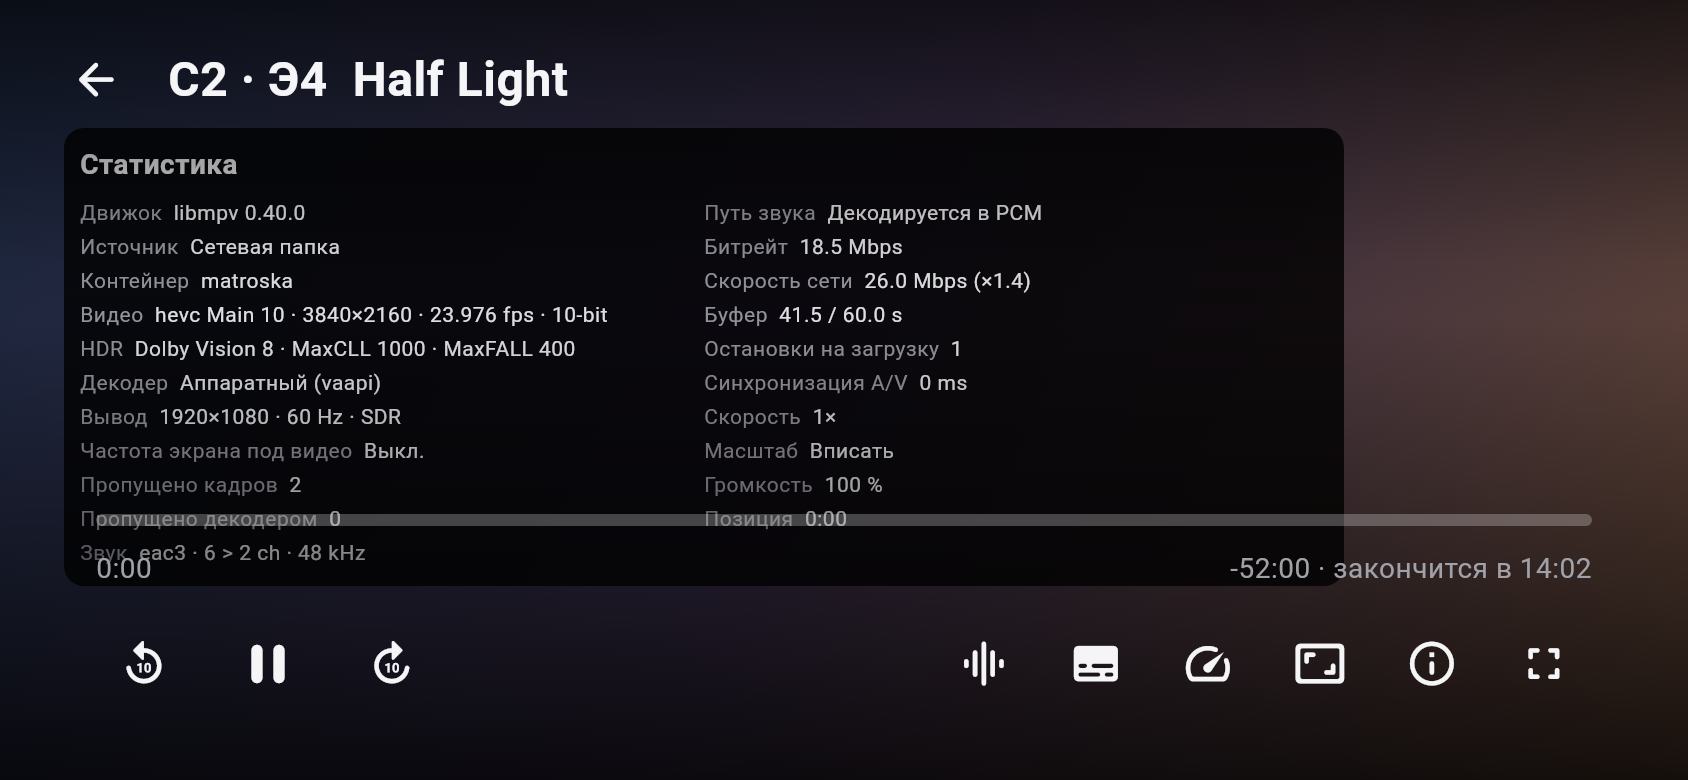 С2 · Э4 Half Light
Статистика
Движок libmpv 0.40.0
Источник Сетевая папка
Контейнер matroska
Видео hevc Main 10 · 3840×2160 · 23.976 fps · 10-bit
HDR Dolby Vision 8 · MaxCLL 1000 · MaxFALL 400
Декодер Аппаратный (vaapi)
Вывод 1920×1080 · 60 Hz · SDR
Частота экрана под видео Выкл.
Пропущено кадров 2
Пропущено декодером 0
Звук eac3 · 6 > 2 ch · 48 kHz
Путь звука Декодируется в PCM
Битрейт 18.5 Mbps
Скорость сети 26.0 Mbps (×1.4)
Буфер 41.5 / 60.0 s
Остановки на загрузку 1
Синхронизация A/V 0 ms
Скорость 1×
Масштаб Вписать
Громкость 100 %
Позиция 0:00
0:00
-52:00 · закончится в 14:02
10
10